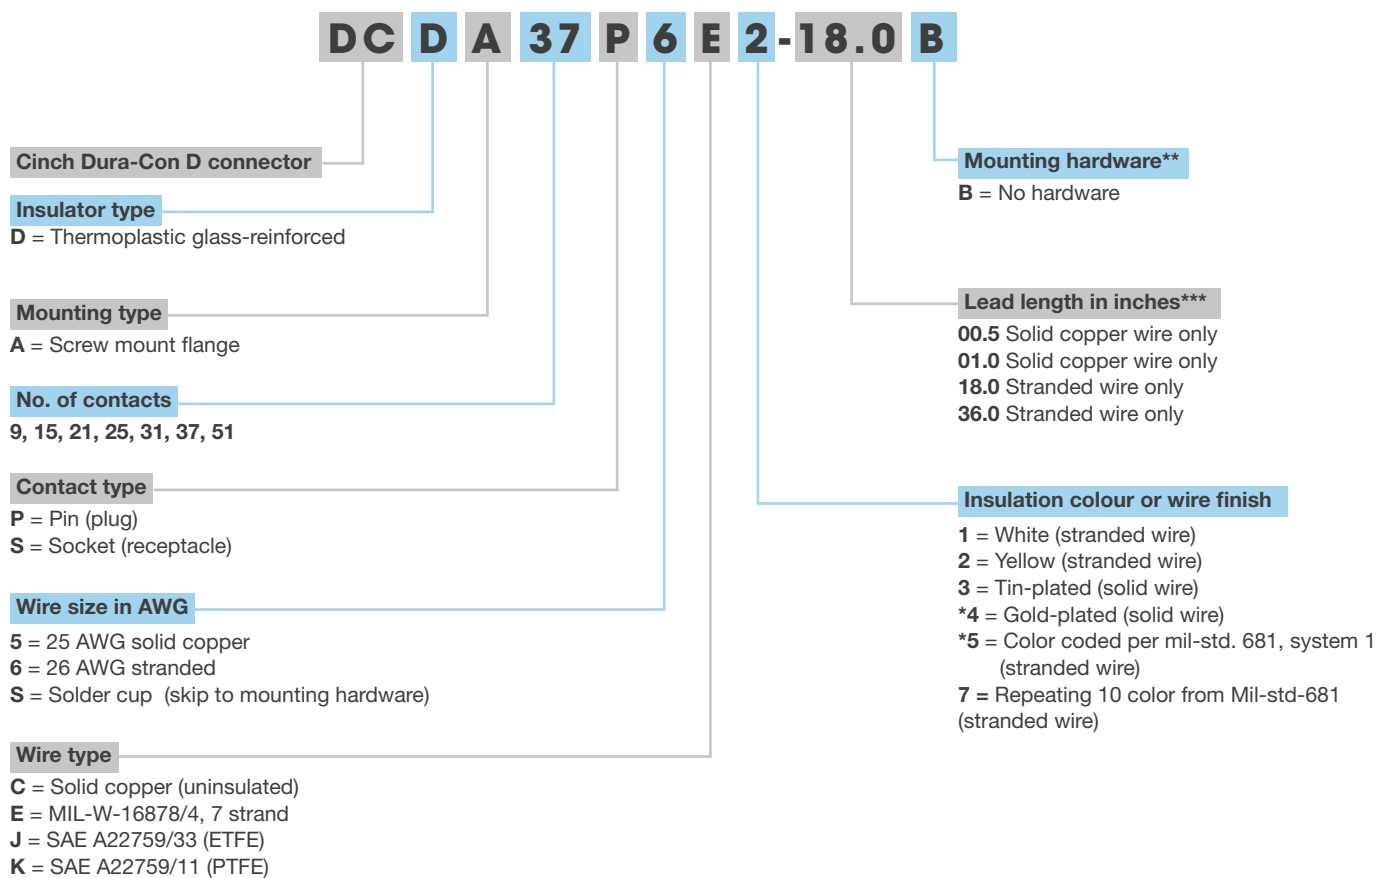 DC D A 37 P 6 E 2 - 18.0 B
Cinch Dura-Con D connector
Insulator type
D = Thermoplastic glass-reinforced
Mounting type
A = Screw mount flange
No. of contacts
9, 15, 21, 25, 31, 37, 51
Contact type
P = Pin (plug)
S = Socket (receptacle)
Wire size in AWG
5 = 25 AWG solid copper
6 = 26 AWG stranded
S = Solder cup (skip to mounting hardware)
Wire type
C = Solid copper (uninsulated)
E = MIL-W-16878/4, 7 strand
J = SAE A22759/33 (ETFE)
K = SAE A22759/11 (PTFE)
Mounting hardware**
B = No hardware
Lead length in inches***
00.5 Solid copper wire only
01.0 Solid copper wire only
18.0 Stranded wire only
36.0 Stranded wire only
Insulation colour or wire finish
1 = White (stranded wire)
2 = Yellow (stranded wire)
3 = Tin-plated (solid wire)
*4 = Gold-plated (solid wire)
*5 = Color coded per mil-std. 681, system 1
(stranded wire)
7 = Repeating 10 color from Mil-std-681
(stranded wire)